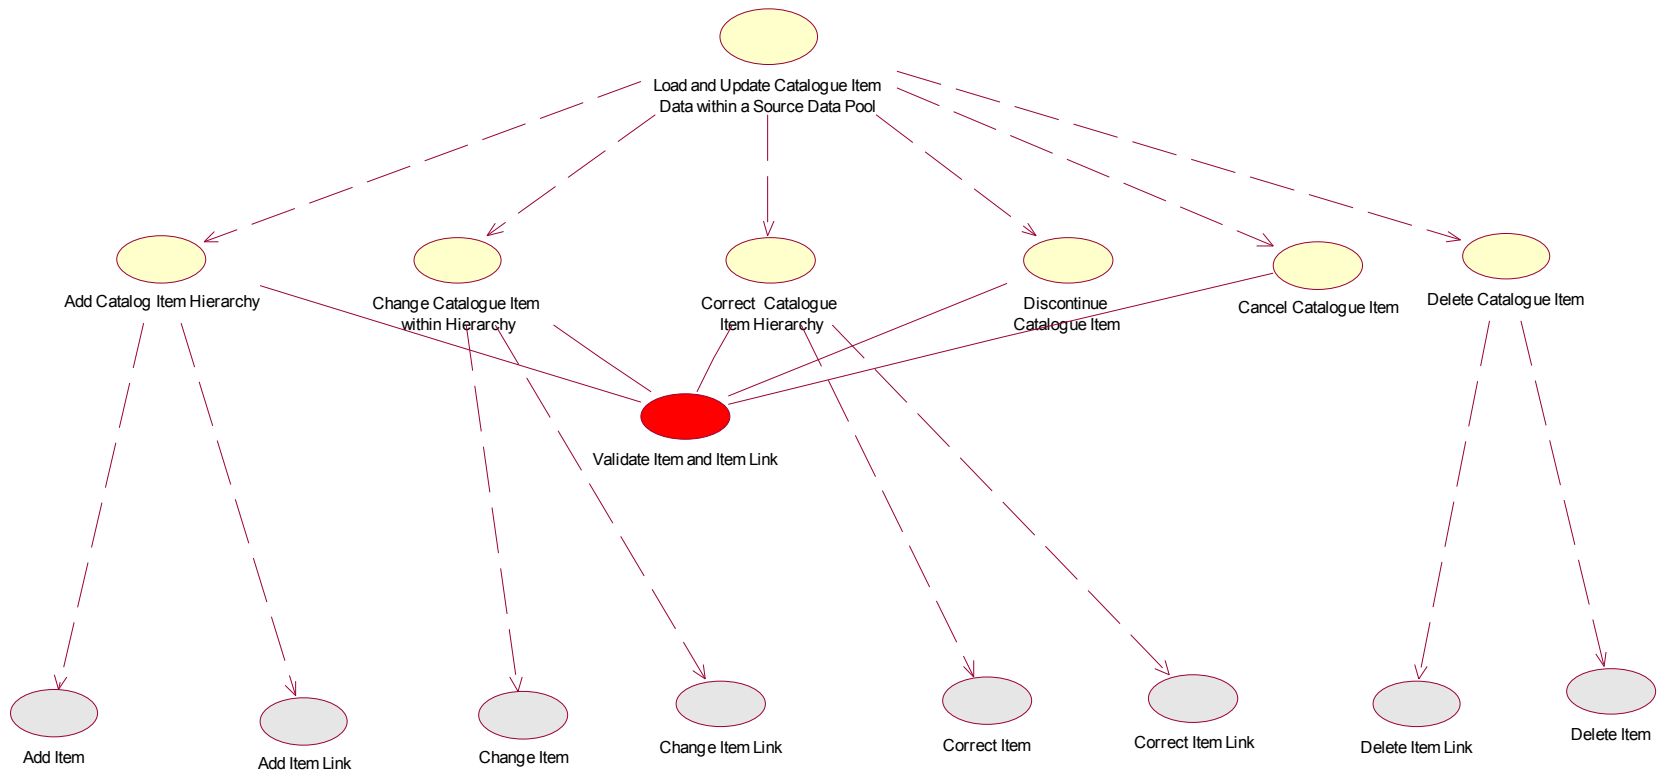 Load and Update Catalogue Item
Data within a Source Data Pool
Add Catalog Item Hierarchy
Change Catalogue Item
within Hierarchy
Correct Catalogue
Item Hierarchy
Discontinue
Catalogue Item
Cancel Catalogue Item
Delete Catalogue Item
Validate Item and Item Link
Add Item
Add Item Link
Change Item
Change Item Link
Correct Item
Correct Item Link
Delete Item Link
Delete Item